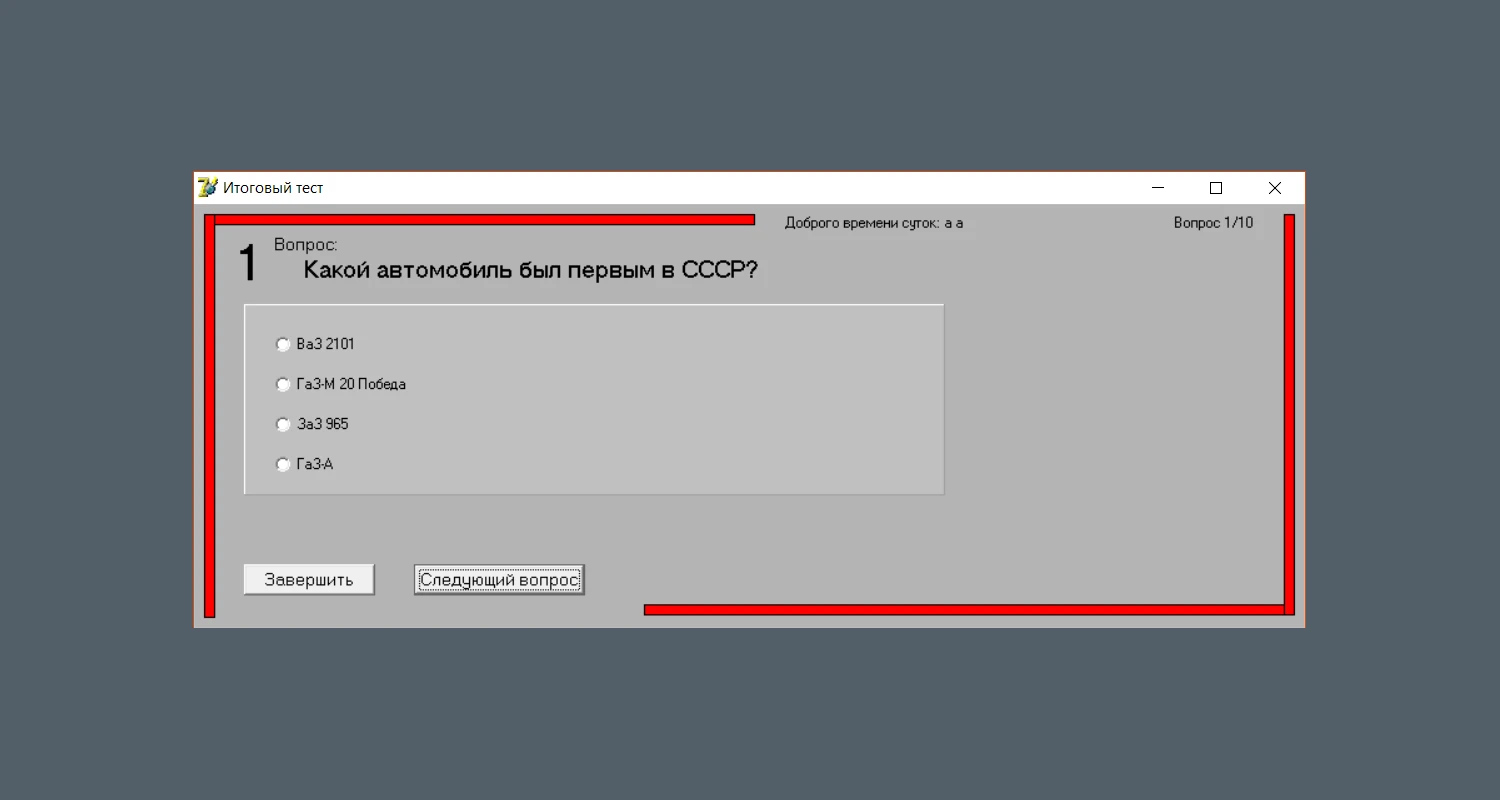 Итоговый тест
Доброго времени суток: а а
Вопрос 1/10
1
Вопрос:
Какой автомобиль был первым в СССР?
ВаЗ 2101
ГаЗ-М 20 Победа
ЗаЗ 965
ГаЗ-А
Завершить
Следующий вопрос